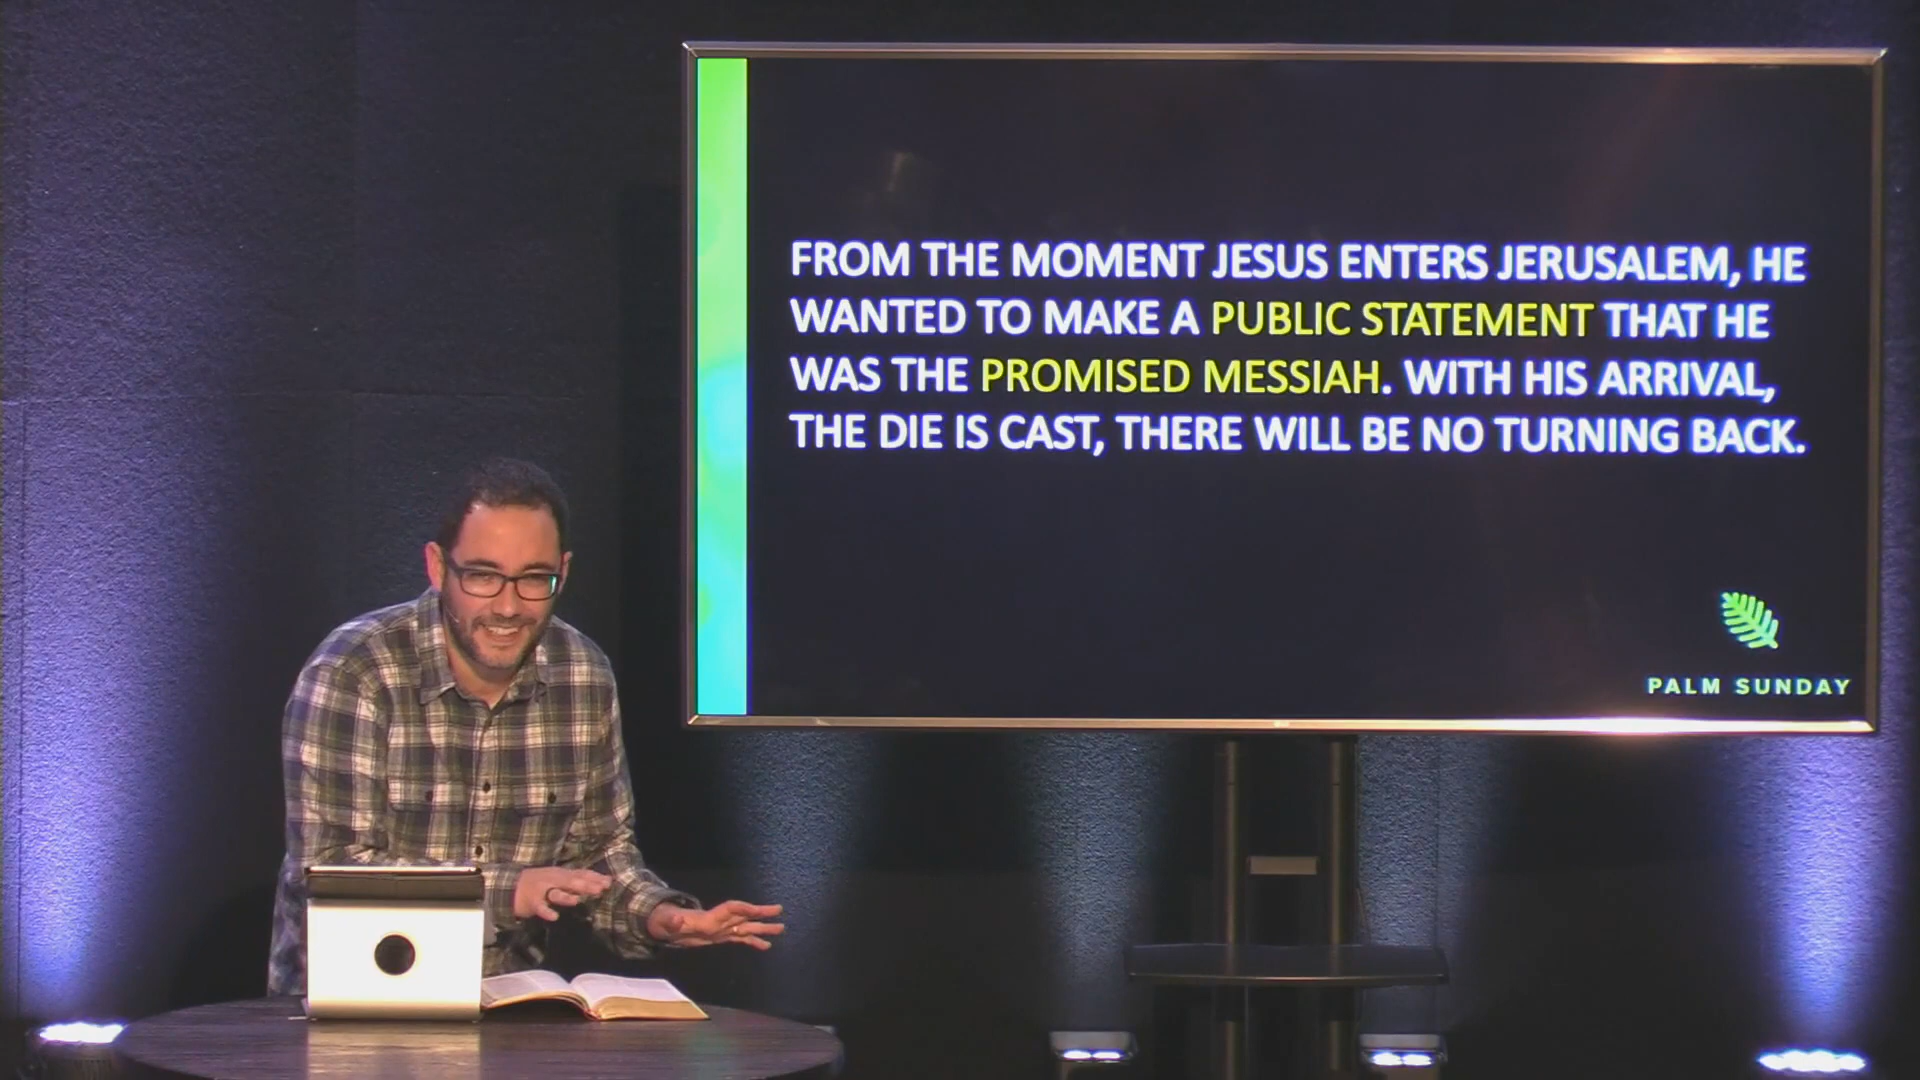 FROM THE MOMENT JESUS ENTERS JERUSALEM, HE
WANTED TO MAKE A PUBLIC STATEMENT THAT HE
WAS THE PROMISED MESSIAH. WITH HIS ARRIVAL,
THE DIE IS CAST, THERE WILL BE NO TURNING BACK.
PALM SUNDAY